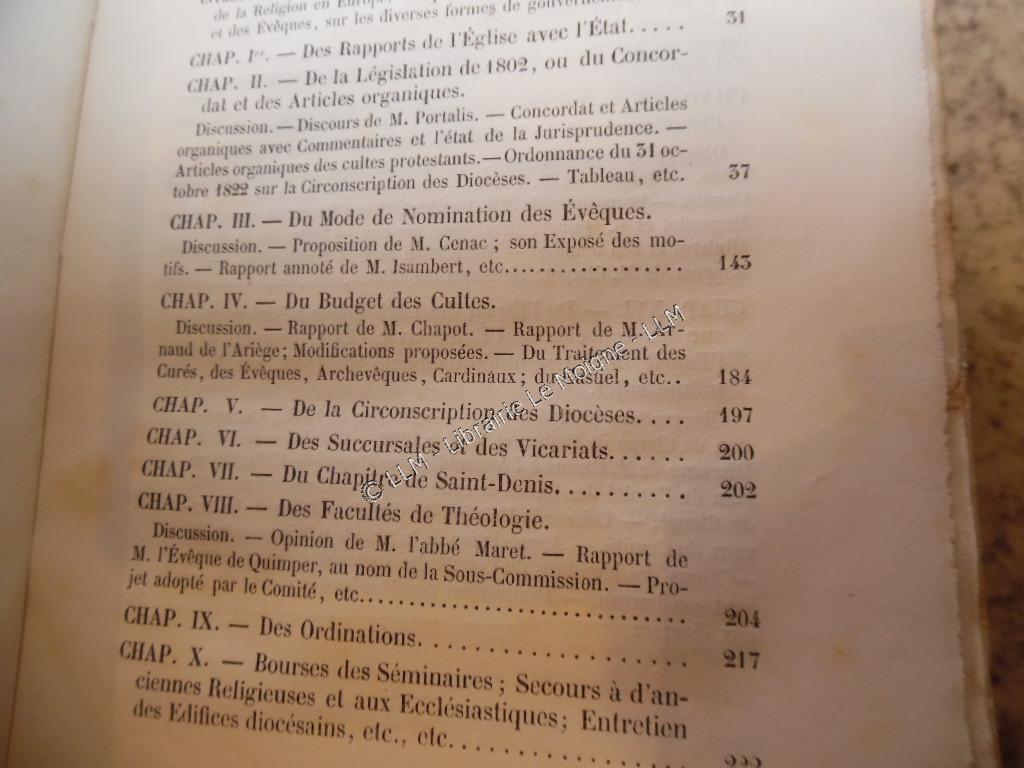 de la Religion en Europe,
et des Évêques, sur les diverses formes de
CHAP. Ier. — Des Rapports de l'Église avec l'État..... 31
CHAP. II. — De la Législation de 1802, ou du Concor-
dat et des Articles organiques.
Discussion. — Discours de M. Portalis. — Concordat et Articles
organiques avec Commentaires et l'état de la Jurisprudence. —
Articles organiques des cultes protestants. — Ordonnance du 31 oc-
tobre 1822 sur la Circonscription des Diocèses. — Tableau, etc. 37
CHAP. III. — Du Mode de Nomination des Évêques.
Discussion. — Proposition de M. Cenac; son Exposé des mo-
tifs. — Rapport annoté de M. Isambert, etc................. 143
CHAP. IV. — Du Budget des Cultes.
Discussion. — Rapport de M. Chapot. — Rapport de M. Ar-
naud de l'Ariége; Modifications proposées. — Du Traitement des
Curés, des Évêques, Archevêques, Cardinaux; du Casuel, etc.. 184
CHAP. V. — De la Circonscription des Diocèses.... 197
CHAP. VI. — Des Succursales et des Vicariats...... 200
CHAP. VII. — Du Chapitre de Saint-Denis.......... 202
CHAP. VIII. — Des Facultés de Théologie.
Discussion. — Opinion de M. l'abbé Maret. — Rapport de
M. l'Évêque de Quimper, au nom de la Sous-Commission. — Pro-
jet adopté par le Comité, etc............................. 204
CHAP. IX. — Des Ordinations................... 217
CHAP. X. — Bourses des Séminaires; Secours à d'an-
ciennes Religieuses et aux Ecclésiastiques; Entretien
des Edifices diocésains, etc., etc.................
© LLM - Librairie Le Moigne - LLM